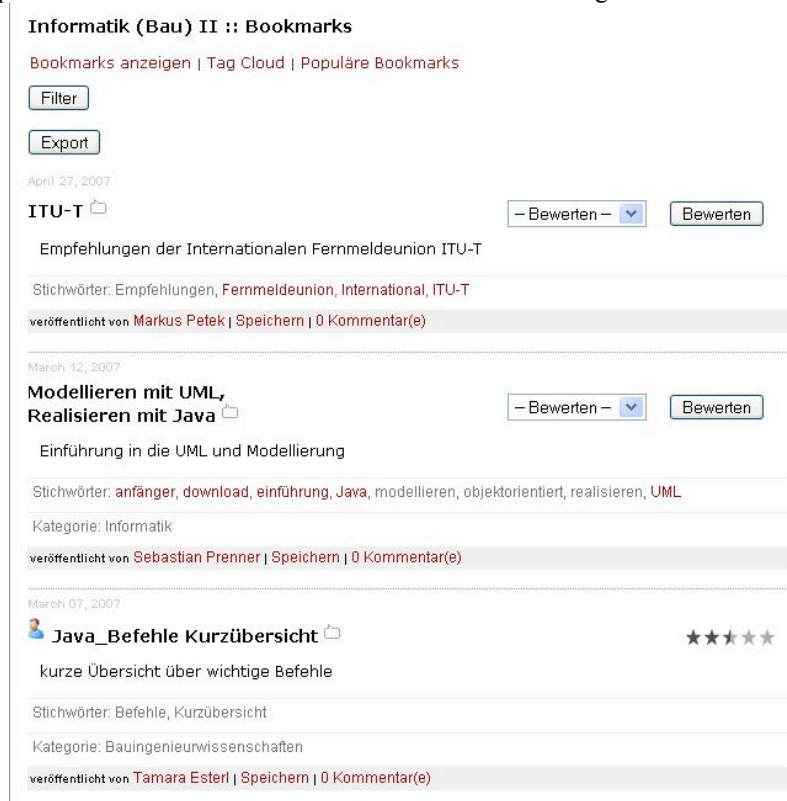 Informatik (Bau) II :: Bookmarks
Bookmarks anzeigen | Tag Cloud | Populäre Bookmarks
Filter
Export
April 27, 2007
ITU-T
– Bewerten –
Bewerten
Empfehlungen der Internationalen Fernmeldeunion ITU-T
Stichwörter: Empfehlungen, Fernmeldeunion, International, ITU-T
veröffentlicht von Markus Petek | Speichern | 0 Kommentar(e)
March 12, 2007
Modellieren mit UML,
Realisieren mit Java
– Bewerten –
Bewerten
Einführung in die UML und Modellierung
Stichwörter: anfänger, download, einführung, Java, modellieren, objektorientiert, realisieren, UML
Kategorie: Informatik
veröffentlicht von Sebastian Prenner | Speichern | 0 Kommentar(e)
March 07, 2007
Java_Befehle Kurzübersicht
kurze Übersicht über wichtige Befehle
Stichwörter: Befehle, Kurzübersicht
Kategorie: Bauingenieurwissenschaften
veröffentlicht von Tamara Esterl | Speichern | 0 Kommentar(e)